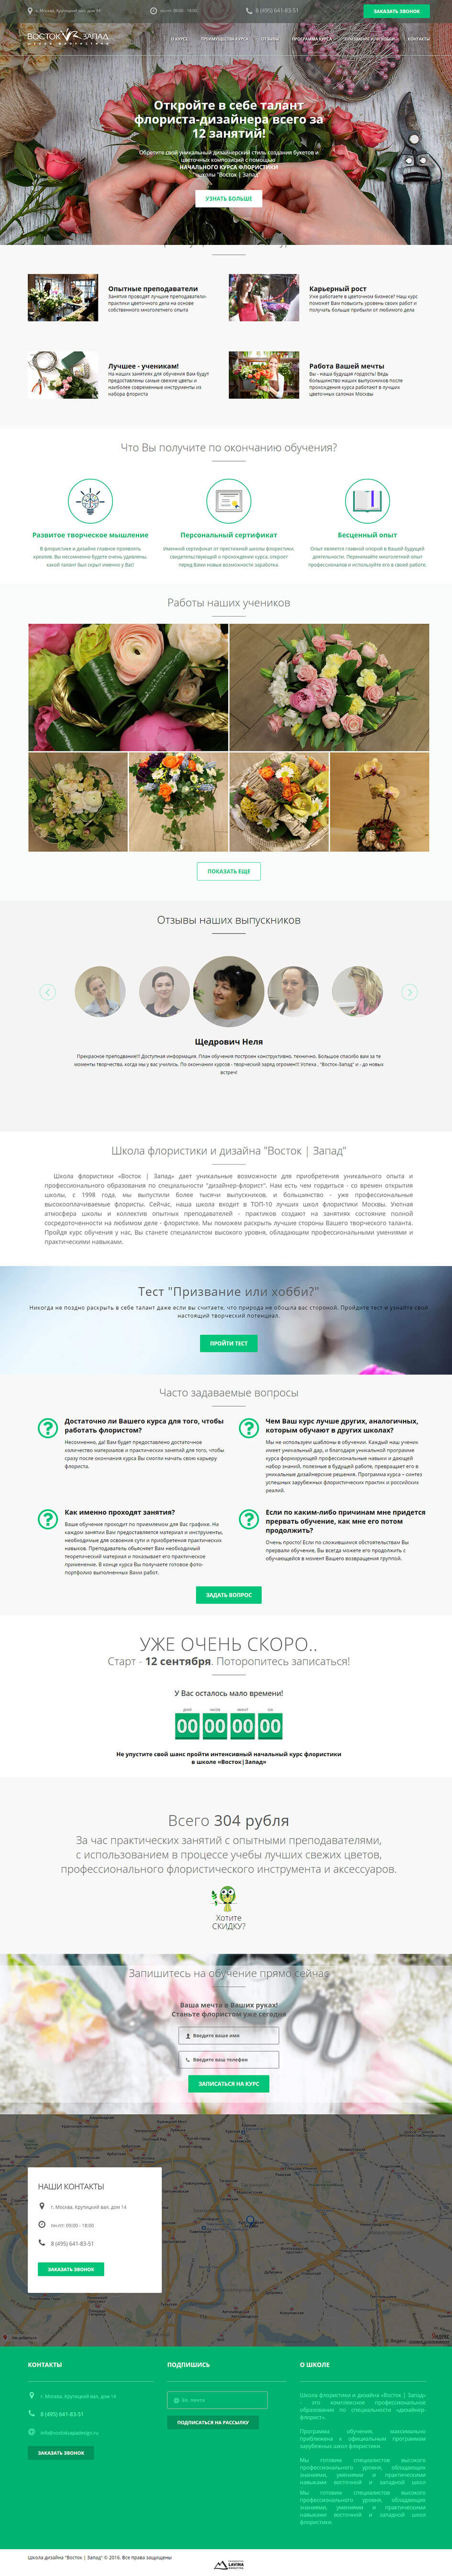 г. Москва, Крутицкий вал, дом 14
пн-пт: 09:00 - 18:00
8 (495) 641-83-51
ЗАКАЗАТЬ ЗВОНОК
ВОСТОК ЗАПАД
ШКОЛА ФЛОРИСТИКИ
О КУРСЕ
ПРЕИМУЩЕСТВА КУРСА
ОТЗЫВЫ
ПРОГРАММА КУРСА
ПРИЗВАНИЕ ИЛИ ХОББИ
КОНТАКТЫ
Откройте в себе талант
флориста-дизайнера всего за
12 занятий!
Обретите свой уникальный дизайнерский стиль создания букетов и
цветочных композиций с помощью
НАЧАЛЬНОГО КУРСА ФЛОРИСТИКИ
школы "Восток | Запад"
УЗНАТЬ БОЛЬШЕ
Опытные преподаватели
Занятия проводят лучшие преподаватели-
практики цветочного дела на основе
собственного многолетнего опыта
Карьерный рост
Уже работаете в цветочном бизнесе? Наш курс
поможет Вам повысить уровень своих работ и
получать больше прибыли от любимого дела
Лучшее - ученикам!
На наших занятиях для обучения Вам будут
предоставлены самые свежие цветы и
наиболее современные инструменты из
набора флориста
Работа Вашей мечты
Вы - наша будущая гордость! Ведь
большинство наших выпускников после
прохождения курса работают в лучших
цветочных салонах Москвы
Что Вы получите по окончанию обучения?
Развитое творческое мышление
В флористике и дизайне главное проявлять
креатив. Вы несомненно будете очень удивлены,
какой талант был скрыт именно у Вас!
Персональный сертификат
Именной сертификат от престижной школы флористики,
свидетельствующий о прохождении курса, откроет
перед Вами новые возможности заработка.
Бесценный опыт
Опыт является главной опорой в Вашей будущей
деятельности. Перенимайте многолетний опыт
профессионалов и используйте его в своей работе.
Работы наших учеников
ПОКАЗАТЬ ЕЩЕ
Отзывы наших выпускников
Щедрович Неля
Прекрасное преподавание!!! Доступная информация. План обучения построен конструктивно, технично. Большое спасибо вам за те
моменты творчества, когда мы у вас учились. По окончании курсов - творческий заряд огромен!!! Успеха , "Восток-Запад" и - до новых
встреч!
Школа флористики и дизайна "Восток | Запад"
Школа флористики «Восток | Запад» дает уникальные возможности для приобретения уникального опыта и
профессионального образования по специальности "дизайнер-флорист". Нам есть чем гордиться - со времен открытия
школы, с 1998 года, мы выпустили более тысячи выпускников, и большинство - уже профессиональные
высокооплачиваемые флористы. Сейчас, наша школа входит в ТОП-10 лучших школ флористики Москвы. Уютная
атмосфера школы и коллектив опытных преподавателей - практиков создают на занятиях состояние полной
сосредоточенности на любимом деле - флористике. Мы поможем раскрыть лучшие стороны Вашего творческого таланта.
Пройдя курс обучения у нас, Вы станете специалистом высокого уровня, обладающим профессиональными умениями и
практическими навыками.
Тест "Призвание или хобби?"
Никогда не поздно раскрыть в себе талант даже если вы считаете, что природа не обошла вас стороной. Пройдите тест и узнайте свой
настоящий творческий потенциал.
ПРОЙТИ ТЕСТ
Часто задаваемые вопросы
Достаточно ли Вашего курса для того, чтобы
работать флористом?
Несомненно, да! Вам будет предоставлено достаточное
количество материалов и практических занятий для того, чтобы
сразу после окончания курса Вы смогли начать свою карьеру
флориста.
Чем Ваш курс лучше других, аналогичных,
которым обучают в других школах?
Мы не используем шаблоны в обучении. Каждый наш ученик
имеет уникальный дар, и благодаря уникальной программе
курса формирующей профессиональные навыки и дающей
набор знаний, полезные в будущей работе, превращает его в
уникальные дизайнерские решения. Программа курса – синтез
успешных зарубежных флористических практик и российских
реалий.
Как именно проходят занятия?
Ваше обучение проходит по приемлемом для Вас графике. На
каждом занятии Вам предоставляется материал и инструменты,
необходимые для освоения сути и приобретения практических
навыков. Преподаватель объясняет Вам необходимый
теоретический материал и показывает его практическое
применение. В конце курса Вы получаете готовое фото-
портфолио выполненных Вами работ.
Если по каким-либо причинам мне придется
прервать обучение, как мне его потом
продолжить?
Очень просто! Если по сложившимся обстоятельствам Вы
прервали обучение, Вы всегда можете его продолжить с
обучающейся в момент Вашего возвращения группой.
ЗАДАТЬ ВОПРОС
УЖЕ ОЧЕНЬ СКОРО..
Старт - 12 сентября. Поторопитесь записаться!
У Вас осталось мало времени!
ДНЕЙ ЧАСОВ МИНУТ СЕК
00 00 00 00
Не упустите свой шанс пройти интенсивный начальный курс флористики
в школе «Восток|Запад»
Всего 304 рубля
За час практических занятий с опытными преподавателями,
с использованием в процессе учебы лучших свежих цветов,
профессионального флористического инструмента и аксессуаров.
Хотите
СКИДКУ?
Запишитесь на обучение прямо сейчас
Ваша мечта в Ваших руках!
Станьте флористом уже сегодня
Введите ваше имя
Введите ваш телефон
ЗАПИСАТЬСЯ НА КУРС
НАШИ КОНТАКТЫ
г. Москва, Крутицкий вал, дом 14
пн-пт: 09:00 - 18:00
8 (495) 641-83-51
ЗАКАЗАТЬ ЗВОНОК
КОНТАКТЫ
г. Москва, Крутицкий вал, дом 14
8 (495) 641-83-51
info@vostokzapadesign.ru
ЗАКАЗАТЬ ЗВОНОК
ПОДПИШИСЬ
Эл. почта
ПОДПИСАТЬСЯ НА РАССЫЛКУ
О ШКОЛЕ
Школа флористики и дизайна «Восток | Запад»
- это комплексное профессиональное
образование по специальности «дизайнер-
флорист».
Программа обучения, максимально
приближена к официальным программам
зарубежных школ флористики.
Мы готовим специалистов высокого
профессионального уровня, обладающих
знаниями, умениями и практическими
навыками восточной и западной школ
Мы готовим специалистов высокого
профессионального уровня, обладающих
знаниями, умениями и практическими
навыками восточной и западной школ
флористики.
Школа дизайна "Восток | Запад" © 2016. Все права защищены
LAVINA